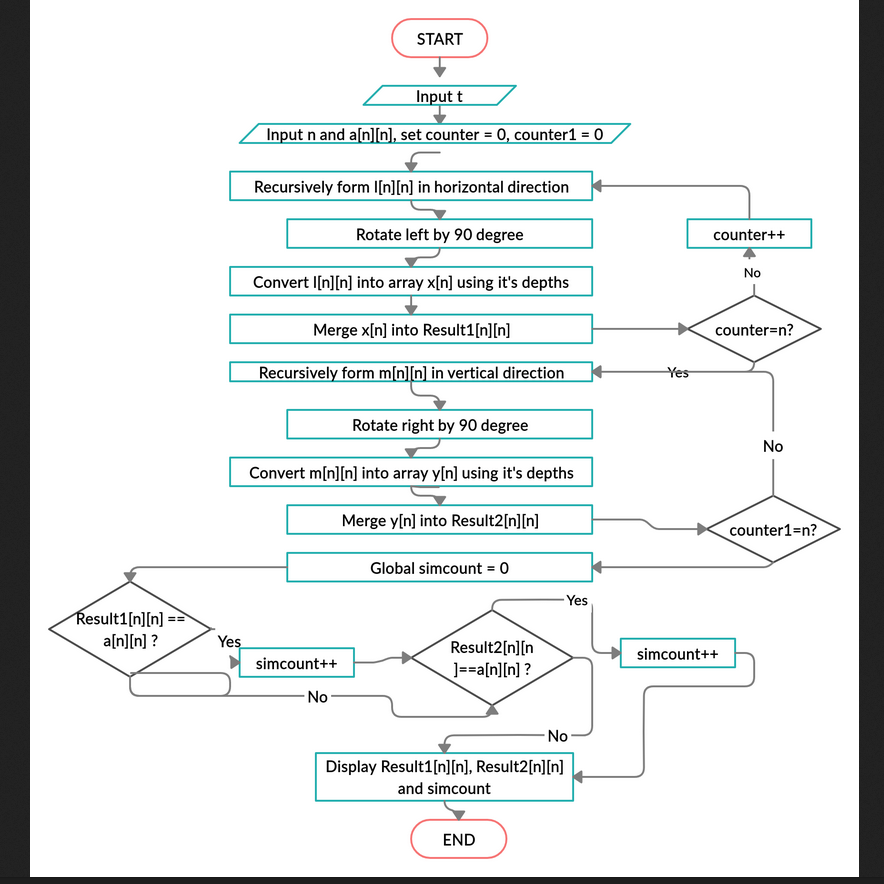 START
Input t
Input n and a[n][n], set counter = 0, counter1 = 0
Recursively form l[n][n] in horizontal direction
Rotate left by 90 degree
counter++
Convert l[n][n] into array x[n] using it's depths
No
Merge x[n] into Result1[n][n]
counter=n?
Recursively form m[n][n] in vertical direction
Yes
Rotate right by 90 degree
No
Convert m[n][n] into array y[n] using it's depths
Merge y[n] into Result2[n][n]
counter1=n?
Global simcount = 0
Result1[n][n] ==
a[n][n] ?
Yes
simcount++
Result2[n][n
]==a[n][n] ?
Yes
simcount++
No
No
Display Result1[n][n], Result2[n][n]
and simcount
END